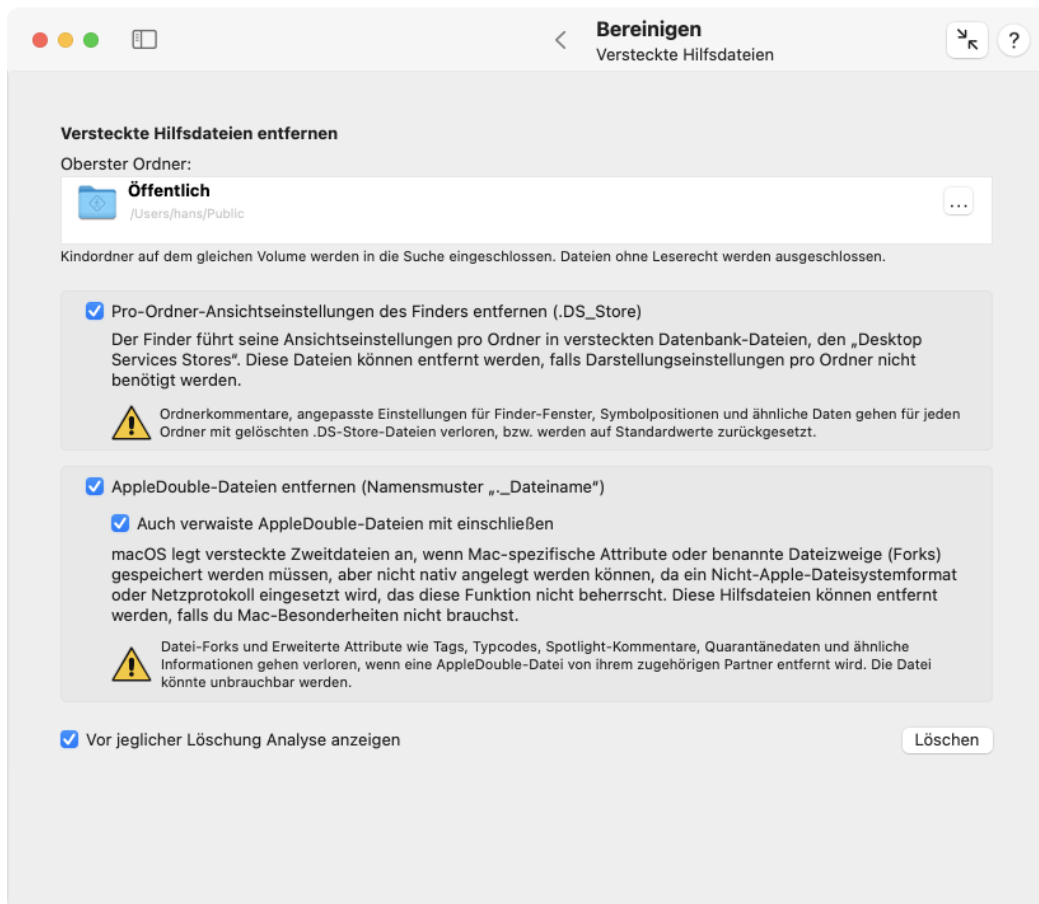 Bereinigen
Versteckte Hilfsdateien
?
Versteckte Hilfsdateien entfernen
Oberster Ordner:
Öffentlich
/Users/hans/Public
...
Kindordner auf dem gleichen Volume werden in die Suche eingeschlossen. Dateien ohne Leserecht werden ausgeschlossen.
Pro-Ordner-Ansichtseinstellungen des Finders entfernen (.DS_Store)
Der Finder führt seine Ansichtseinstellungen pro Ordner in versteckten Datenbank-Dateien, den „Desktop
Services Stores“. Diese Dateien können entfernt werden, falls Darstellungseinstellungen pro Ordner nicht
benötigt werden.
Ordnerkommentare, angepasste Einstellungen für Finder-Fenster, Symbolpositionen und ähnliche Daten gehen für jeden
Ordner mit gelöschten .DS-Store-Dateien verloren, bzw. werden auf Standardwerte zurückgesetzt.
AppleDouble-Dateien entfernen (Namensmuster „._Dateiname“)
Auch verwaiste AppleDouble-Dateien mit einschließen
macOS legt versteckte Zweitdateien an, wenn Mac-spezifische Attribute oder benannte Dateizweige (Forks)
gespeichert werden müssen, aber nicht nativ angelegt werden können, da ein Nicht-Apple-Dateisystemformat
oder Netzprotokoll eingesetzt wird, das diese Funktion nicht beherrscht. Diese Hilfsdateien können entfernt
werden, falls du Mac-Besonderheiten nicht brauchst.
Datei-Forks und Erweiterte Attribute wie Tags, Typcodes, Spotlight-Kommentare, Quarantänedaten und ähnliche
Informationen gehen verloren, wenn eine AppleDouble-Datei von ihrem zugehörigen Partner entfernt wird. Die Datei
könnte unbrauchbar werden.
Vor jeglicher Löschung Analyse anzeigen
Löschen